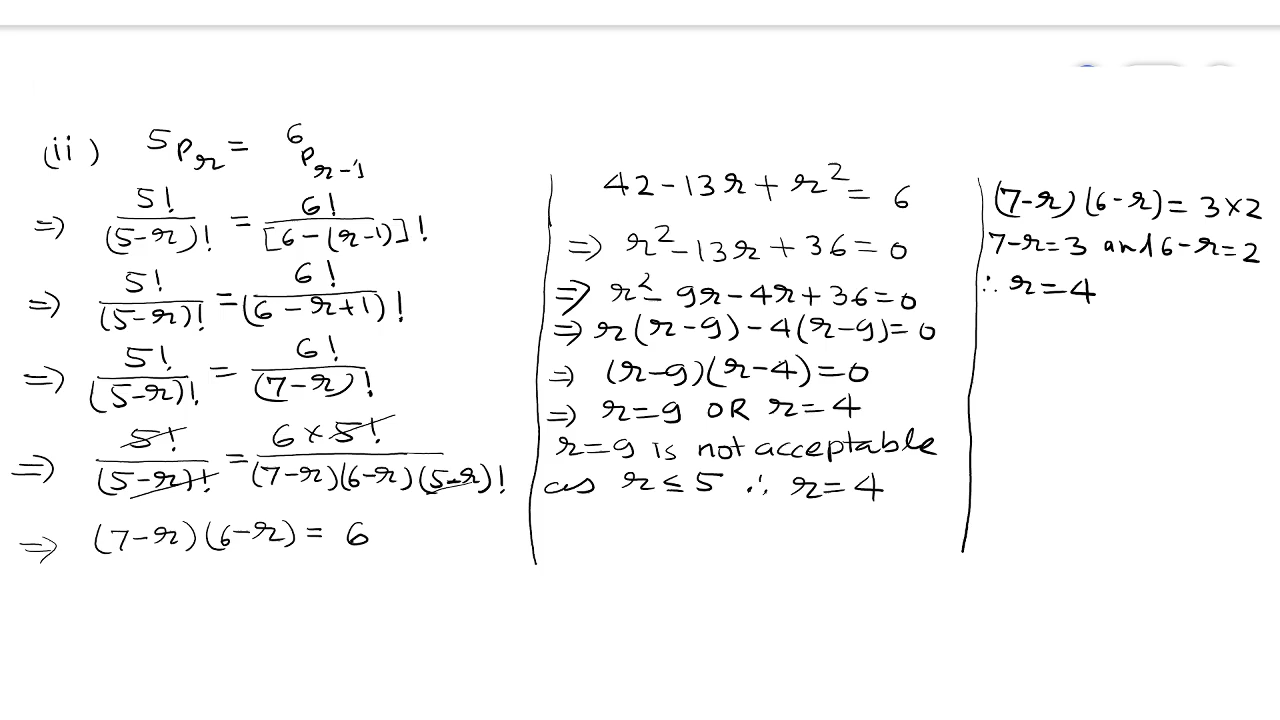 (ii) ⁵Pᵣ = ⁶Pᵣ₋₁
⇒ 5!/(5-r)! = 6!/[6-(r-1)]!
⇒ 5!/(5-r)! = 6!/(6-r+1)!
⇒ 5!/(5-r)! = 6!/(7-r)!
⇒ 5!/(5-r)! = 6×5!/(7-r)(6-r)(5-r)!
⇒ (7-r)(6-r) = 6
42-13r+r² = 6
⇒ r²-13r+36=0
⇒ r²-9r-4r+36=0
⇒ r(r-9)-4(r-9)=0
⇒ (r-9)(r-4)=0
⇒ r=9 OR r=4
r=9 is not acceptable
as r≤5 ∴ r=4
(7-r)(6-r)=3×2
7-r=3 and 6-r=2
∴ r=4